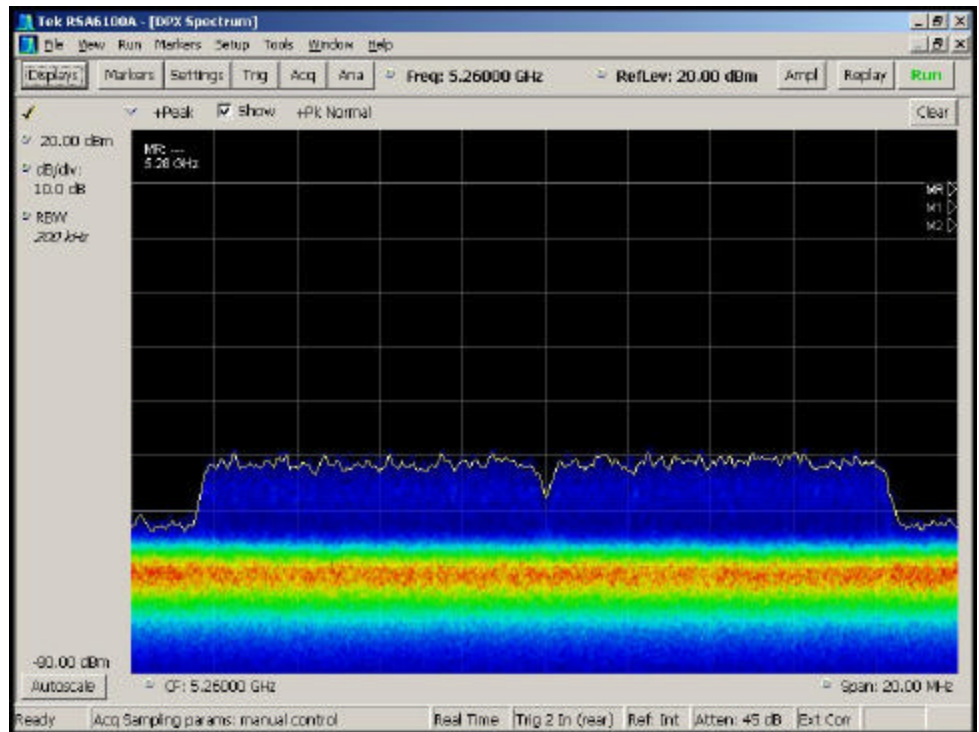 Tek RSA6100A - [DPX Spectrum]
File View Run Markers Setup Tools Window Help
Displays Markers Settings Trig Acq Ana Freq: 5.26000 GHz RefLev: 20.00 dBm Ampl Replay Run
+Peak Show +Pk Normal Clear
20.00 dBm
dB/div:
10.0 dB
RBW
200 kHz
MR: ---
5.28 GHz
MR
M1
M2
-80.00 dBm
Autoscale CF: 5.26000 GHz Span: 20.00 MHz
Ready Acq Sampling params: manual control Real Time Trig 2 In (rear) Ref: Int Atten: 45 dB Ext Corr